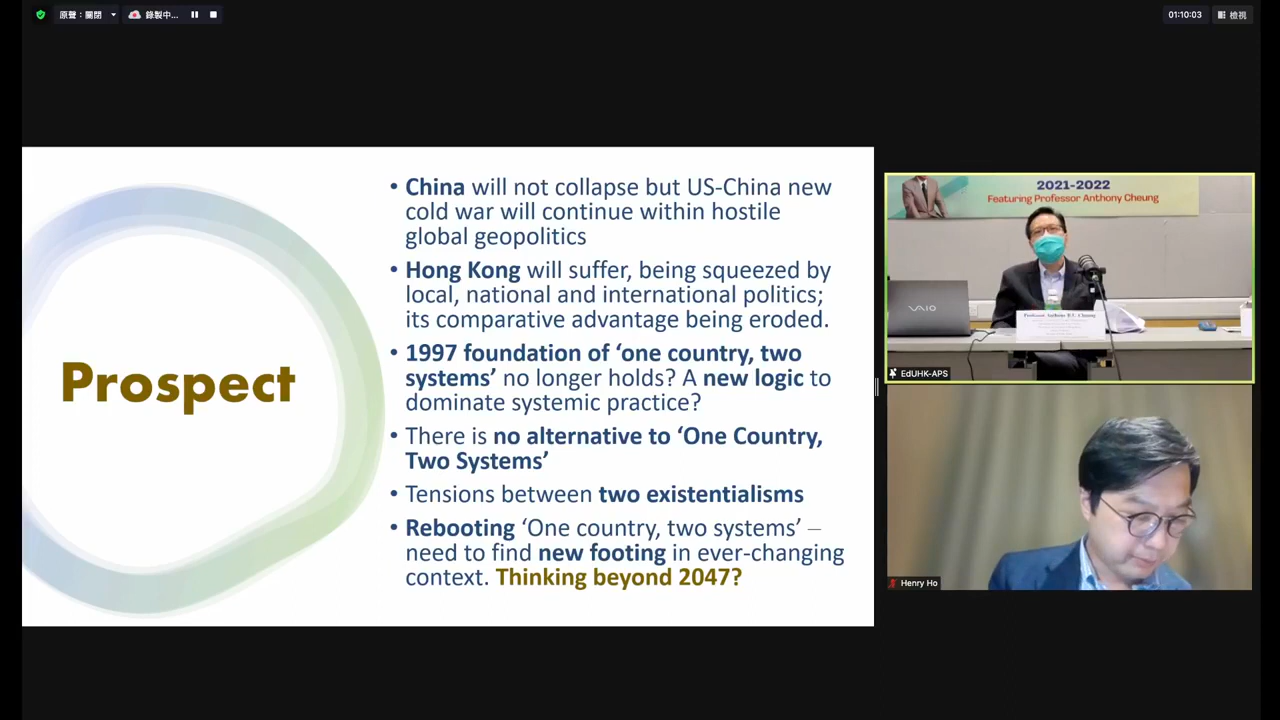 原聲：關閉
錄製中...
01:10:03
檢視
Prospect
• China will not collapse but US-China new
cold war will continue within hostile
global geopolitics
• Hong Kong will suffer, being squeezed by
local, national and international politics;
its comparative advantage being eroded.
• 1997 foundation of ‘one country, two
systems’ no longer holds? A new logic to
dominate systemic practice?
• There is no alternative to ‘One Country,
Two Systems’
• Tensions between two existentialisms
• Rebooting ‘One country, two systems’ –
need to find new footing in ever-changing
context. Thinking beyond 2047?
2021-2022
Featuring Professor Anthony Cheung
VAIO
Professor Anthony B.L. Cheung
EdUHK-APS
Henry Ho